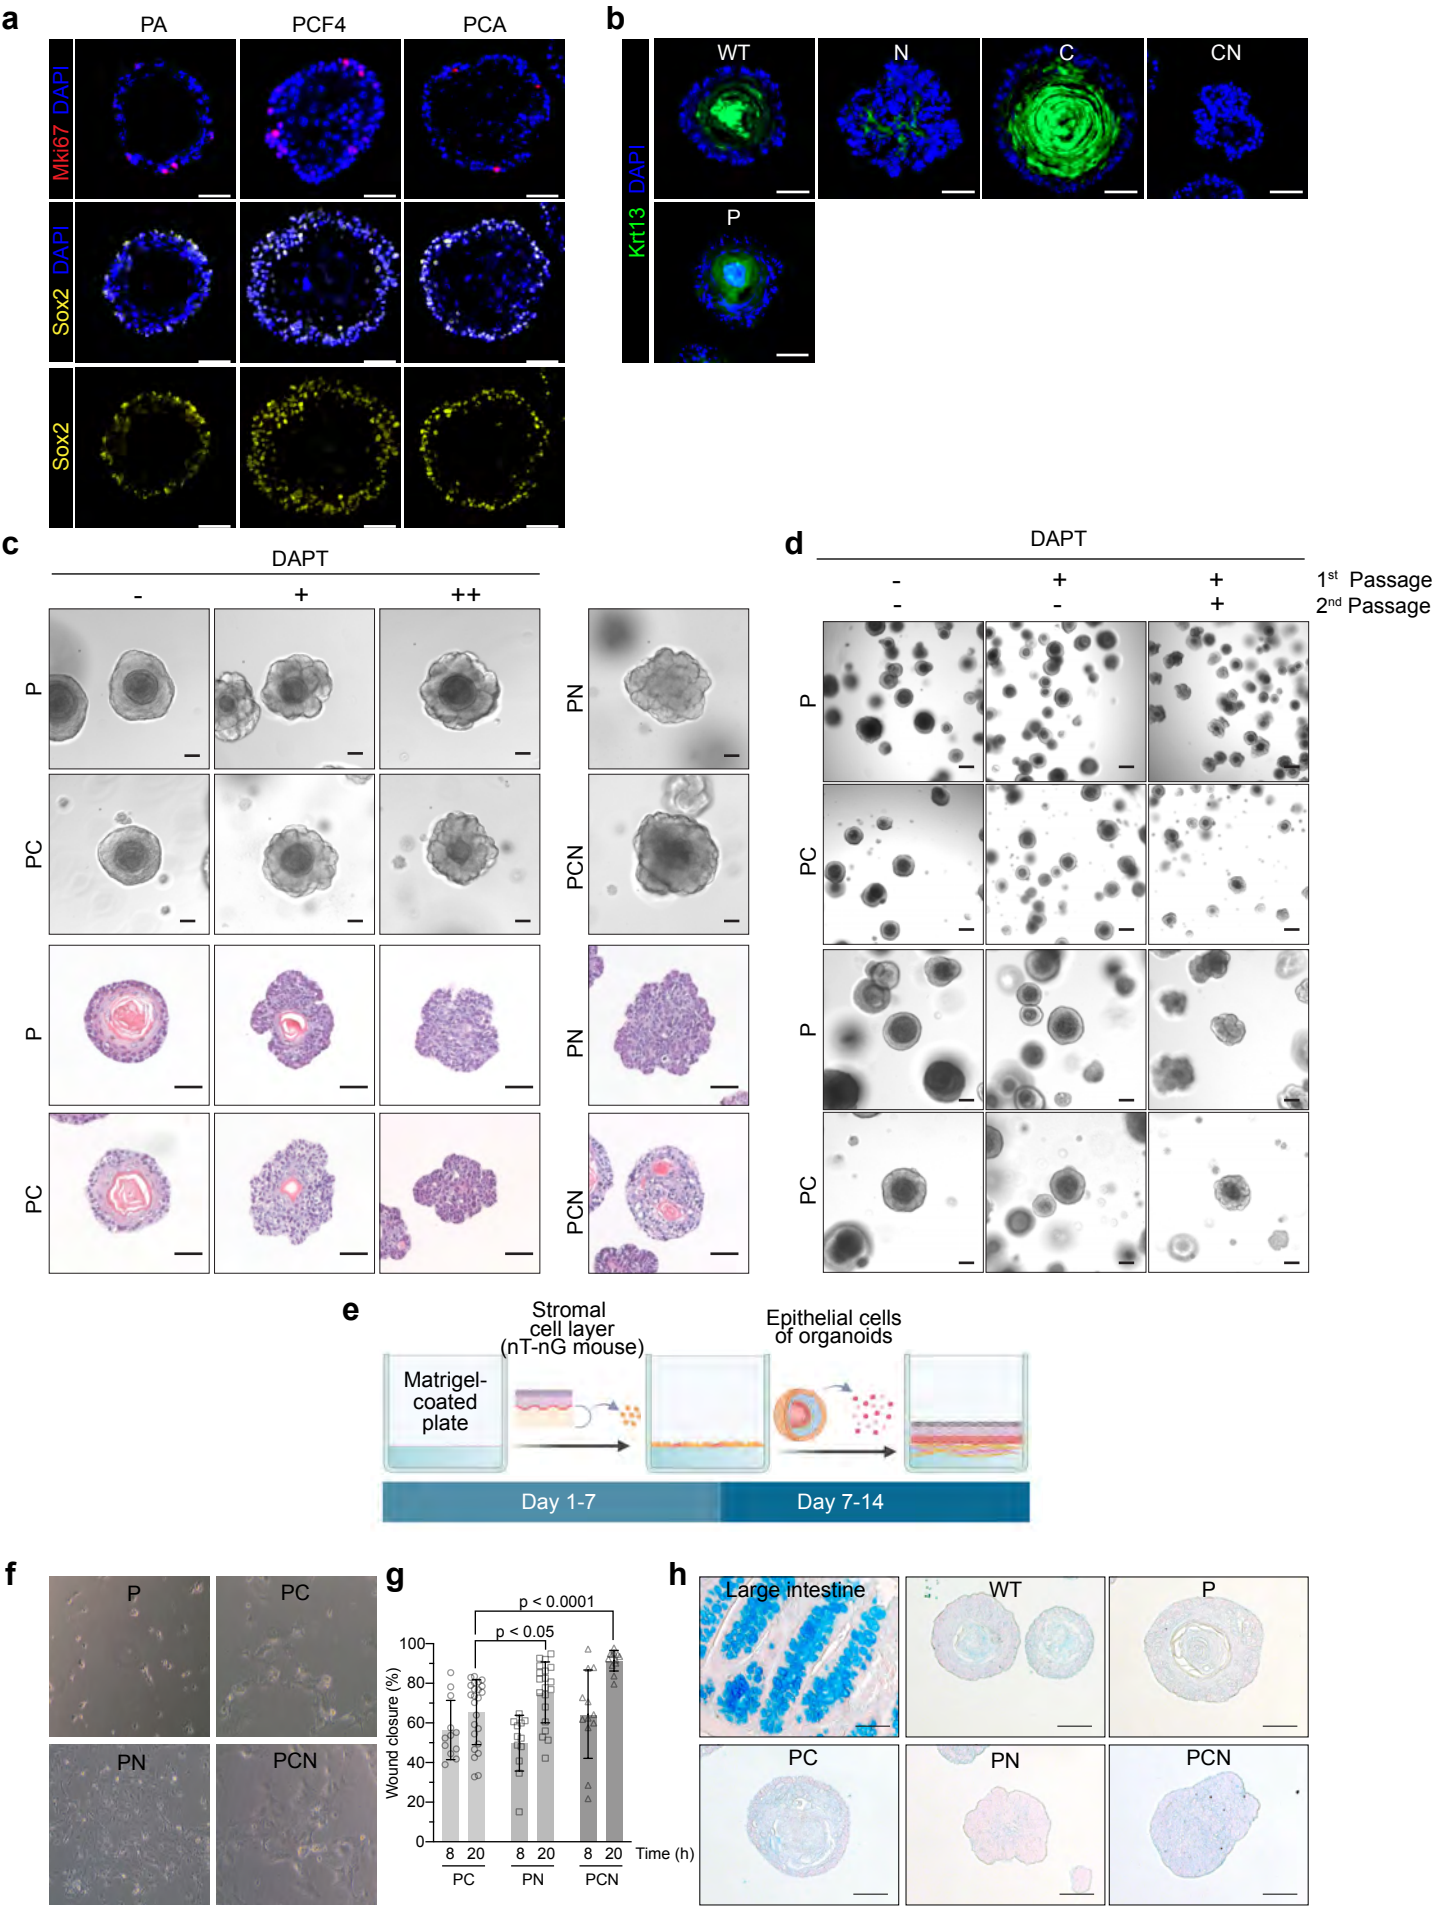 a
PA
PCF4
PCA
Mki67 DAPI
Sox2 DAPI
Sox2
b
Krt13 DAPI
WT
N
C
CN
P
c
DAPT
-
+
++
P
PC
P
PC
PN
PCN
PN
PCN
d
DAPT
-
+
+
1st Passage
-
-
+
2nd Passage
P
PC
P
PC
e
Stromal
cell layer
(nT-nG mouse)
Epithelial cells
of organoids
Matrigel-
coated
plate
Day 1-7
Day 7-14
f
P
PC
PN
PCN
g
p < 0.0001
p < 0.05
Wound closure (%)
100
80
60
40
20
0
8 20 8 20 8 20 Time (h)
PC PN PCN
h
Large intestine
WT
P
PC
PN
PCN